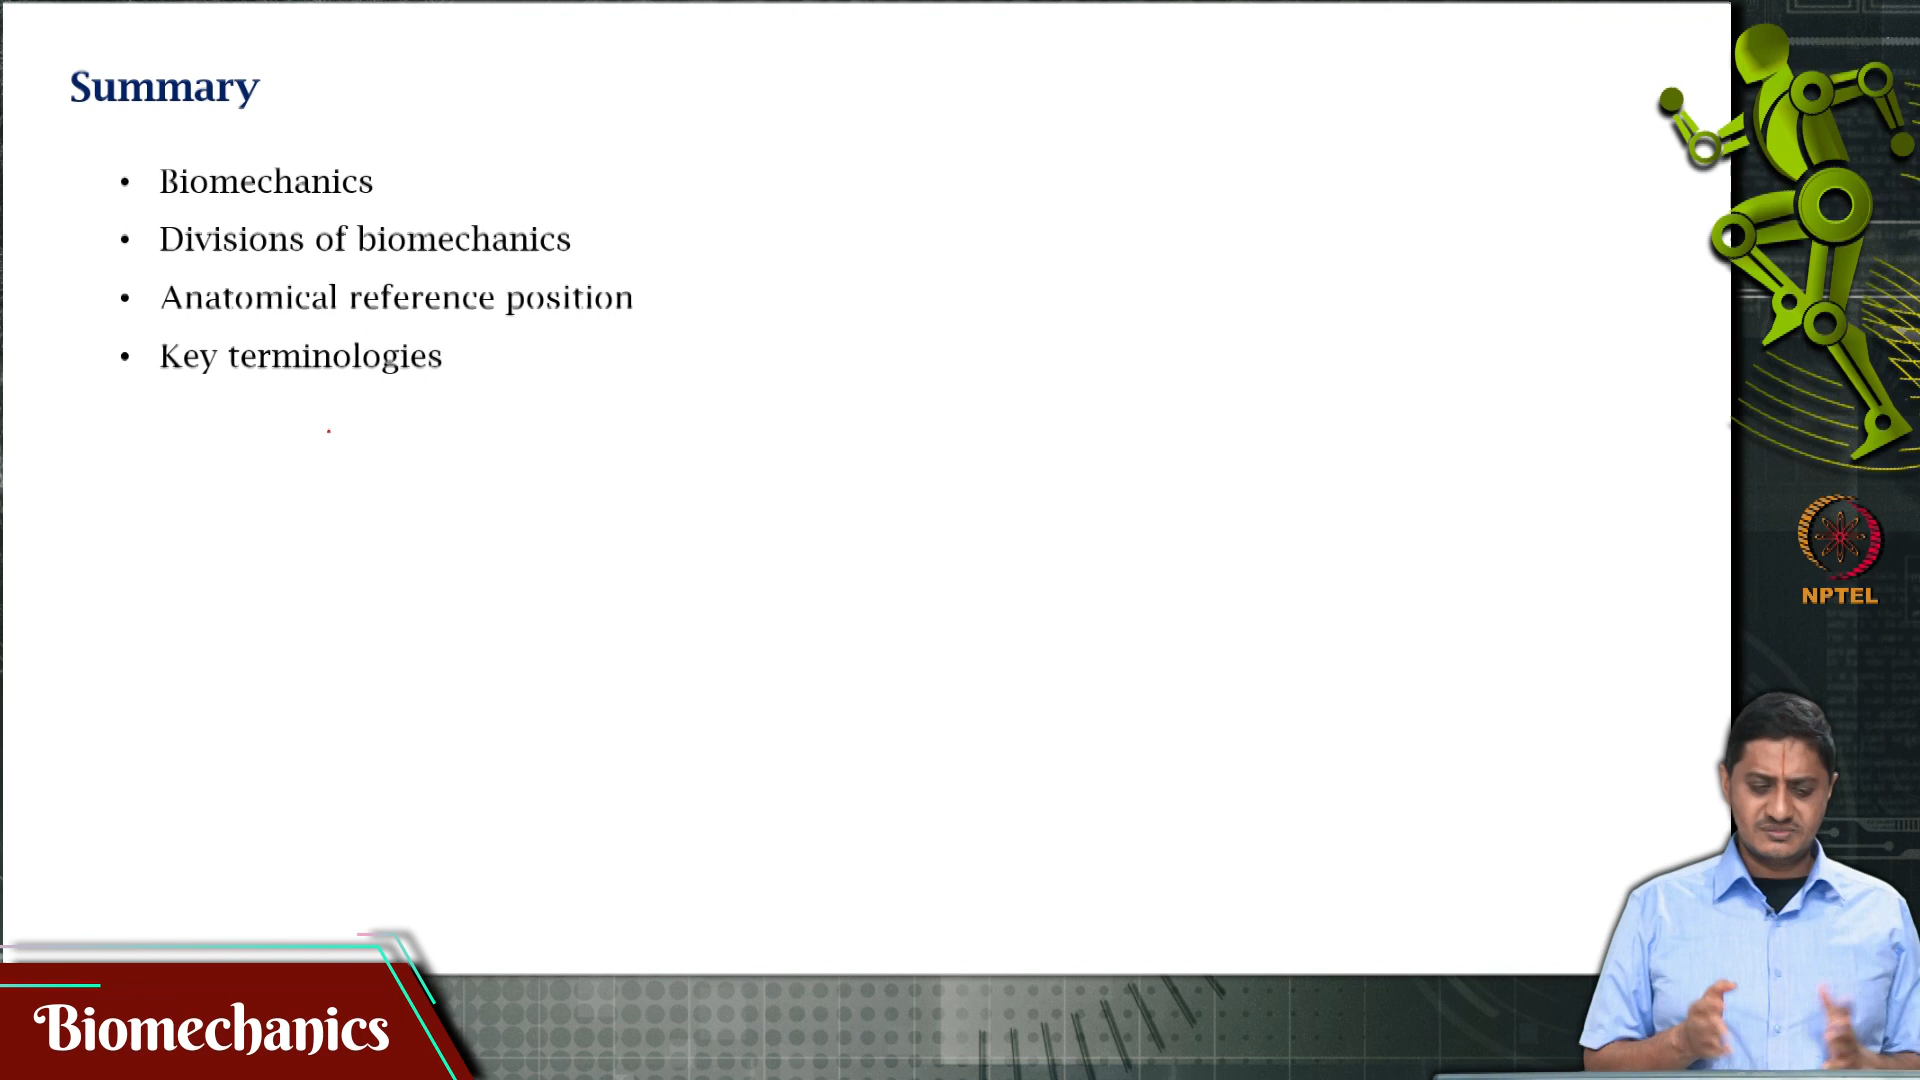 Summary
• Biomechanics
• Divisions of biomechanics
• Anatomical reference position
• Key terminologies
NPTEL
Biomechanics